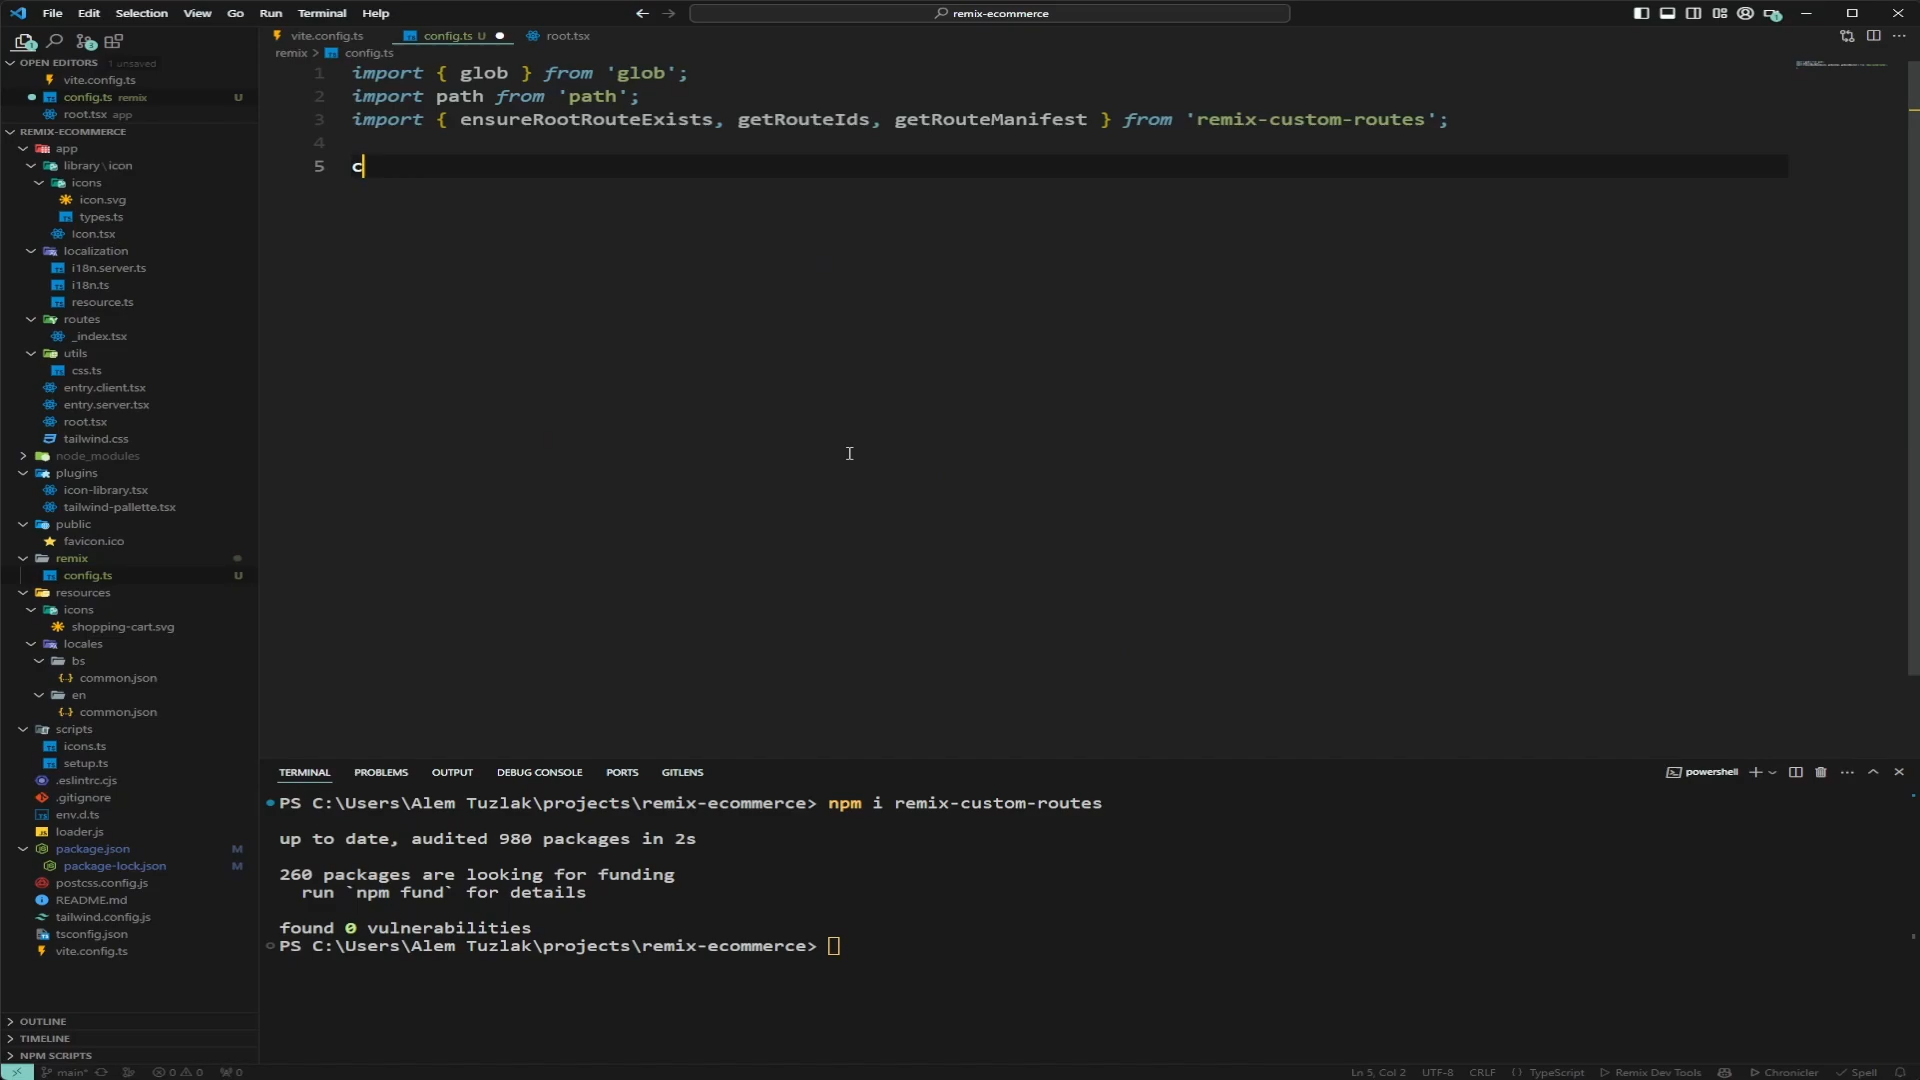 File Edit Selection View Go Run Terminal Help
remix-ecommerce
vite.config.ts
config.ts U
root.tsx
OPEN EDITORS 1 unsaved
vite.config.ts
config.ts remix U
root.tsx app
REMIX-ECOMMERCE
app
library\icon
icons
icon.svg
types.ts
Icon.tsx
localization
i18n.server.ts
i18n.ts
resource.ts
routes
_index.tsx
utils
css.ts
entry.client.tsx
entry.server.tsx
root.tsx
tailwind.css
node_modules
plugins
icon-library.tsx
tailwind-pallette.tsx
public
favicon.ico
remix
config.ts U
resources
icons
shopping-cart.svg
locales
bs
common.json
en
common.json
scripts
icons.ts
setup.ts
.eslintrc.cjs
.gitignore
env.d.ts
loader.js
package.json M
package-lock.json M
postcss.config.js
README.md
tailwind.config.js
tsconfig.json
vite.config.ts
OUTLINE
TIMELINE
NPM SCRIPTS
remix > config.ts
1 import { glob } from 'glob';
2 import path from 'path';
3 import { ensureRootRouteExists, getRouteIds, getRouteManifest } from 'remix-custom-routes';
4
5 c
TERMINAL PROBLEMS OUTPUT DEBUG CONSOLE PORTS GITLENS
powershell
PS C:\Users\Alem Tuzlak\projects\remix-ecommerce> npm i remix-custom-routes
up to date, audited 980 packages in 2s
260 packages are looking for funding
run `npm fund` for details
found 0 vulnerabilities
PS C:\Users\Alem Tuzlak\projects\remix-ecommerce>
main* 0 0 0
Ln 5, Col 2 UTF-8 CRLF TypeScript Remix Dev Tools Chronicler Spell